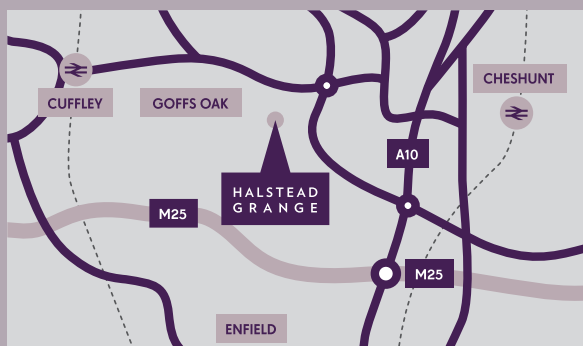 CHESHUNT
CUFFLEY
GOFFS OAK
A10
HALSTEAD
GRANGE
M25
M25
ENFIELD